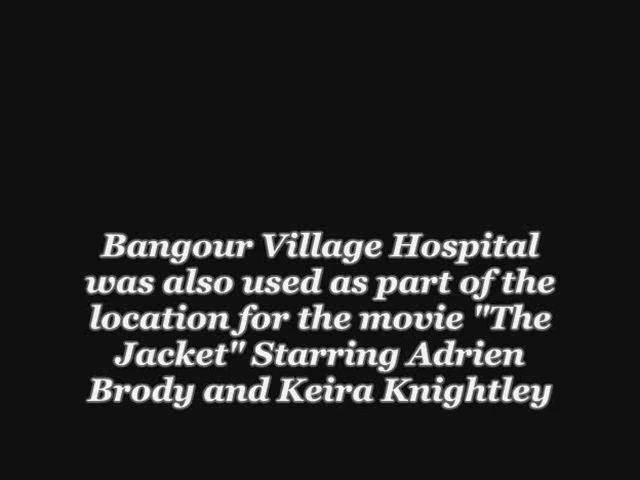 Bangour Village Hospital
was also used as part of the
location for the movie "The
Jacket" Starring Adrien
Brody and Keira Knightley